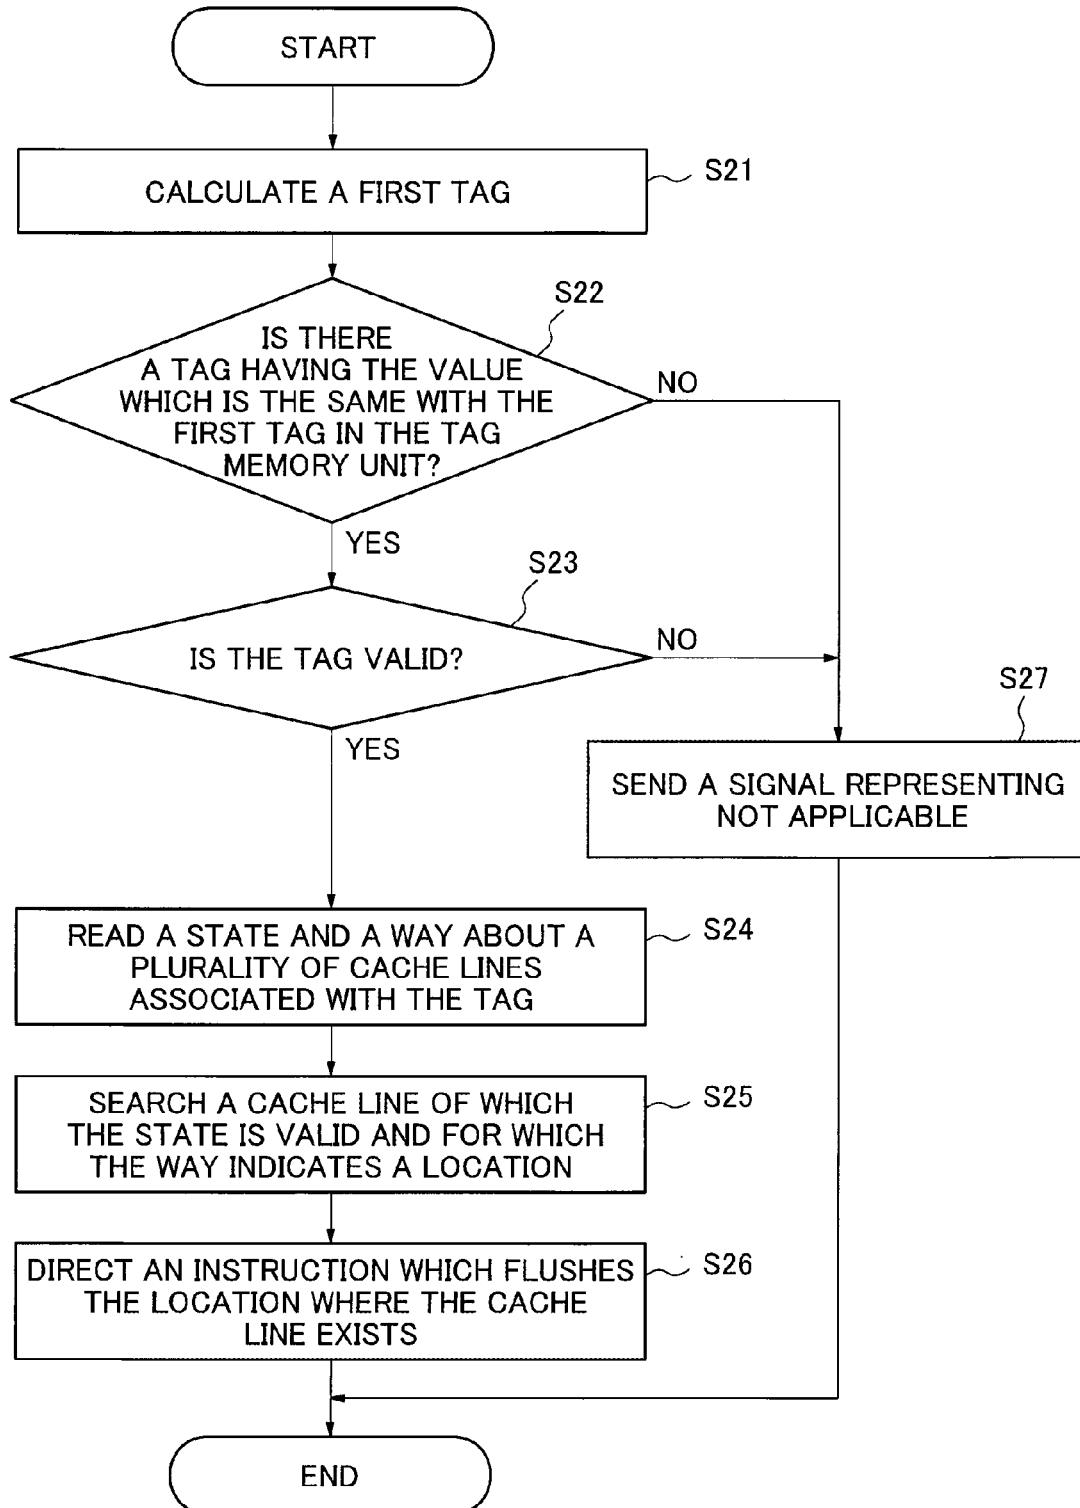 START
CALCULATE A FIRST TAG
S21
S22
IS THERE
A TAG HAVING THE VALUE
WHICH IS THE SAME WITH THE
FIRST TAG IN THE TAG
MEMORY UNIT?
NO
YES
S23
IS THE TAG VALID?
NO
YES
S27
SEND A SIGNAL REPRESENTING
NOT APPLICABLE
READ A STATE AND A WAY ABOUT A
PLURALITY OF CACHE LINES
ASSOCIATED WITH THE TAG
S24
SEARCH A CACHE LINE OF WHICH
THE STATE IS VALID AND FOR WHICH
THE WAY INDICATES A LOCATION
S25
DIRECT AN INSTRUCTION WHICH FLUSHES
THE LOCATION WHERE THE CACHE
LINE EXISTS
S26
END